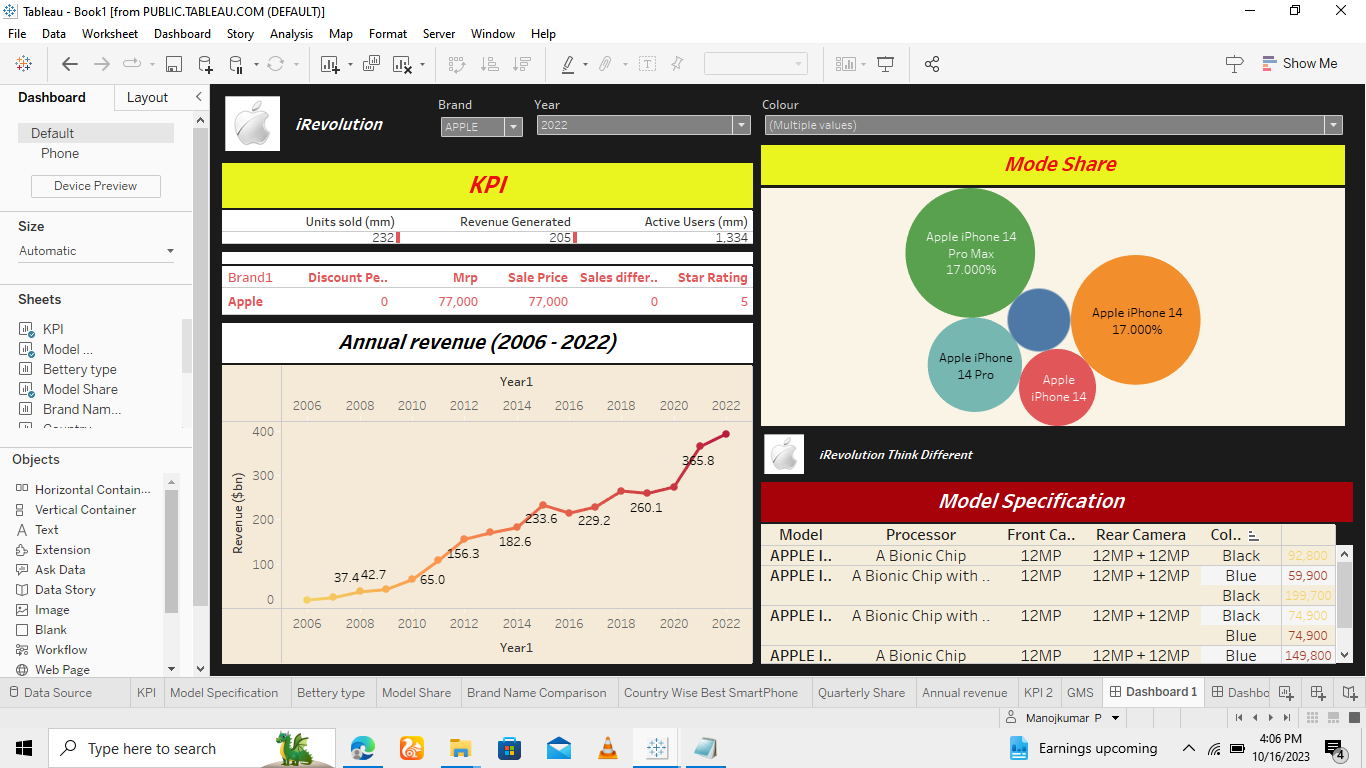 Tableau - Book1 [from PUBLIC.TABLEAU.COM (DEFAULT)]
File Data Worksheet Dashboard Story Analysis Map Format Server Window Help
Show Me
Dashboard Layout
Default
Phone
Device Preview
Size
Automatic
Sheets
KPI
Model ...
Bettery type
Model Share
Brand Nam...
Objects
Horizontal Contain...
Vertical Container
Text
Extension
Ask Data
Data Story
Image
Blank
Workflow
Web Page
iRevolution
Brand
APPLE
Year
2022
Colour
(Multiple values)
KPI
Units sold (mm) Revenue Generated Active Users (mm)
232 205 1,334
Brand1 Discount Pe.. Mrp Sale Price Sales differ.. Star Rating
Apple 0 77,000 77,000 0 5
Annual revenue (2006 - 2022)
Year1
2006 2008 2010 2012 2014 2016 2018 2020 2022
Revenue ($bn)
400
300
200
100
0
37.4 42.7 65.0 156.3 182.6 233.6 229.2 260.1 365.8
2006 2008 2010 2012 2014 2016 2018 2020 2022
Year1
Mode Share
Apple iPhone 14
Pro Max
17.000%
Apple iPhone 14
17.000%
Apple iPhone
14 Pro
Apple
iPhone 14
iRevolution Think Different
Model Specification
Model Processor Front Ca.. Rear Camera Col..
APPLE I.. A Bionic Chip 12MP 12MP + 12MP Black 92,800
APPLE I.. A Bionic Chip with .. 12MP 12MP + 12MP Blue 59,900
Black 199,700
APPLE I.. A Bionic Chip with .. 12MP 12MP + 12MP Black 74,900
Blue 74,900
APPLE I.. A Bionic Chip 12MP 12MP + 12MP Blue 149,800
Data Source KPI Model Specification Bettery type Model Share Brand Name Comparison Country Wise Best SmartPhone Quarterly Share Annual revenue KPI 2 GMS Dashboard 1 Dashbo
Manojkumar P
Type here to search
Earnings upcoming
4:06 PM
10/16/2023
4